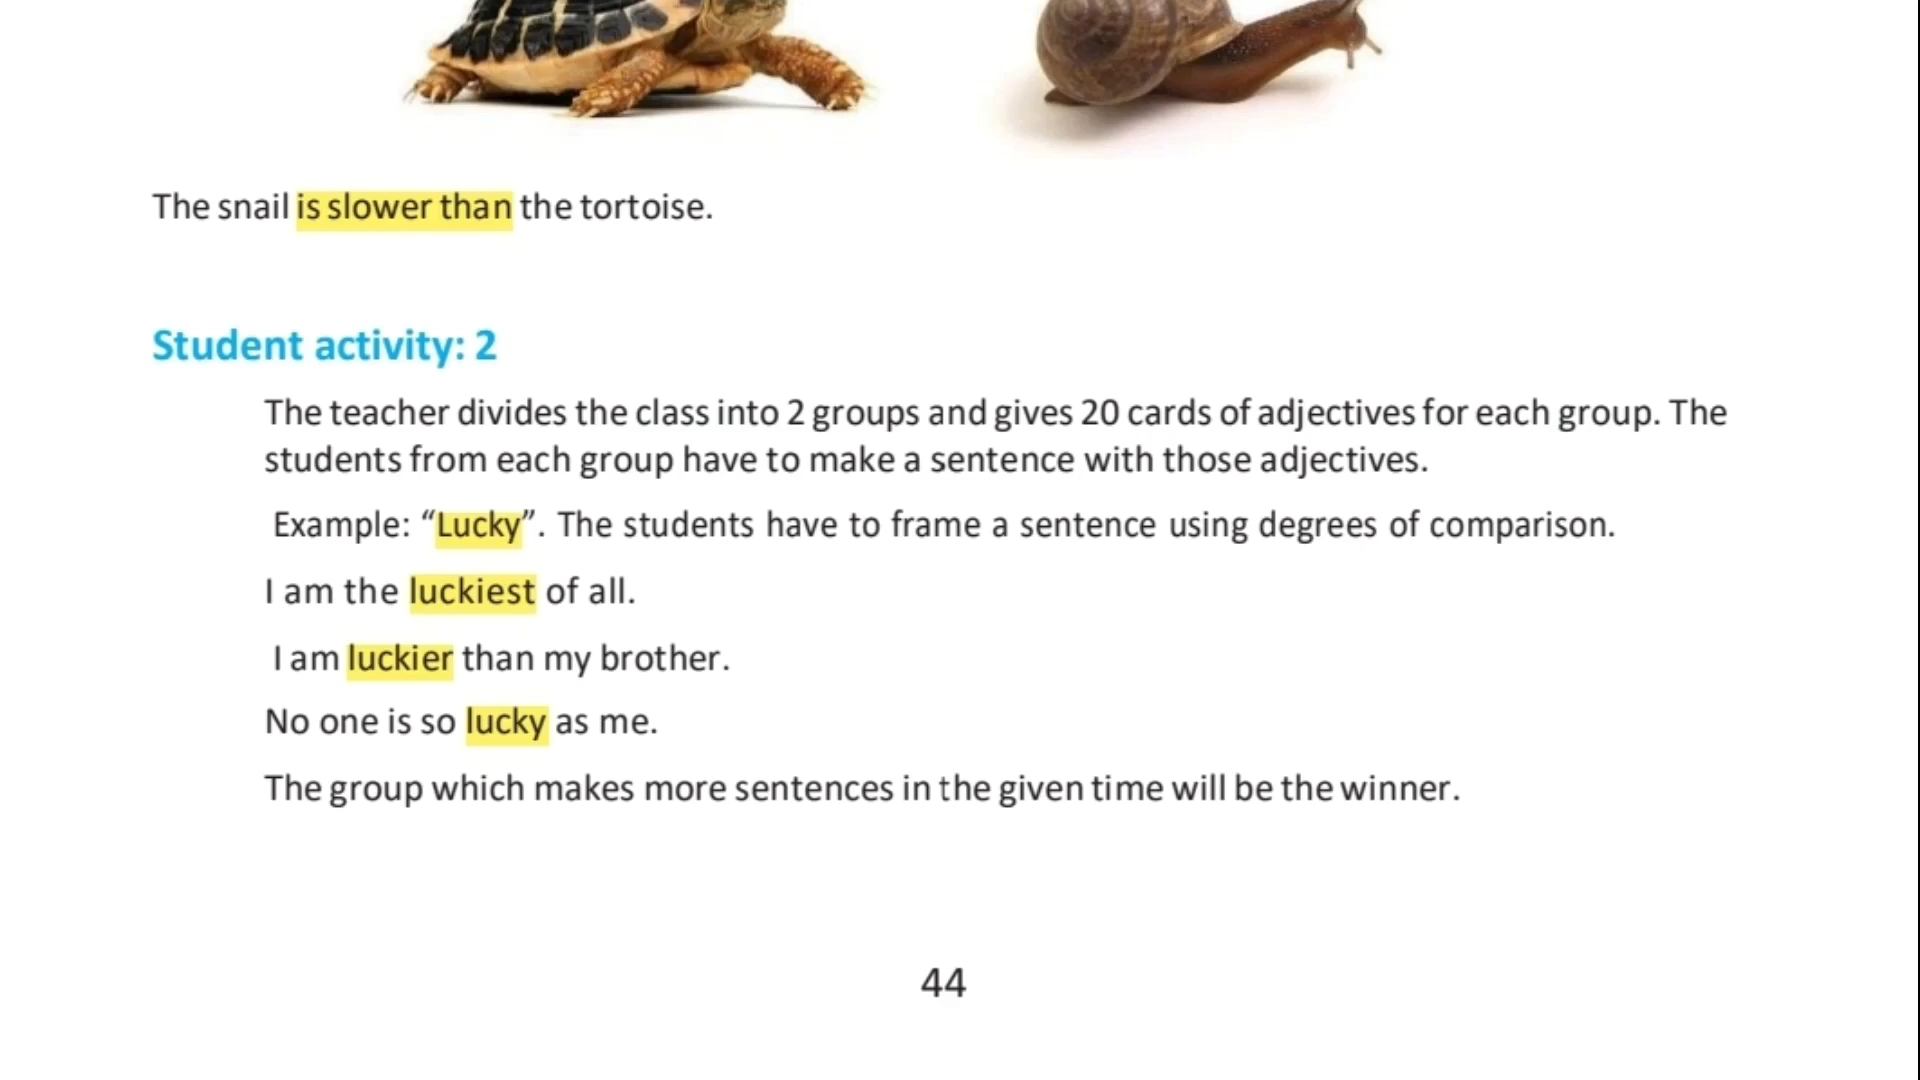 The snail is slower than the tortoise.
Student activity: 2
The teacher divides the class into 2 groups and gives 20 cards of adjectives for each group. The
students from each group have to make a sentence with those adjectives.
Example: “Lucky”. The students have to frame a sentence using degrees of comparison.
I am the luckiest of all.
I am luckier than my brother.
No one is so lucky as me.
The group which makes more sentences in the given time will be the winner.
44